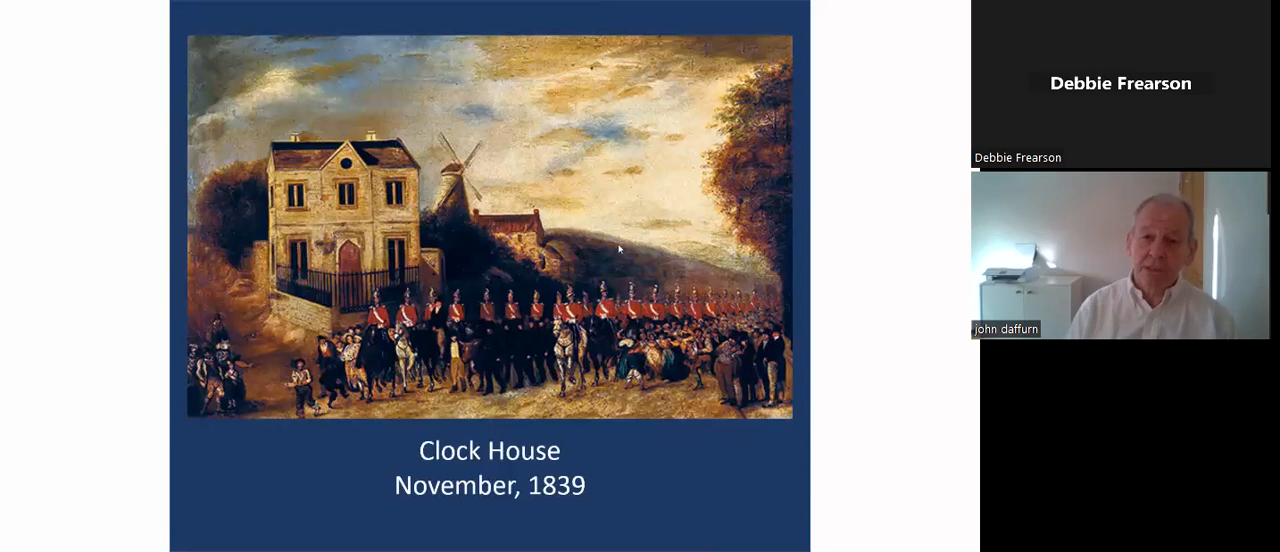 Clock House
November, 1839
Debbie Frearson
Debbie Frearson
john daffurn